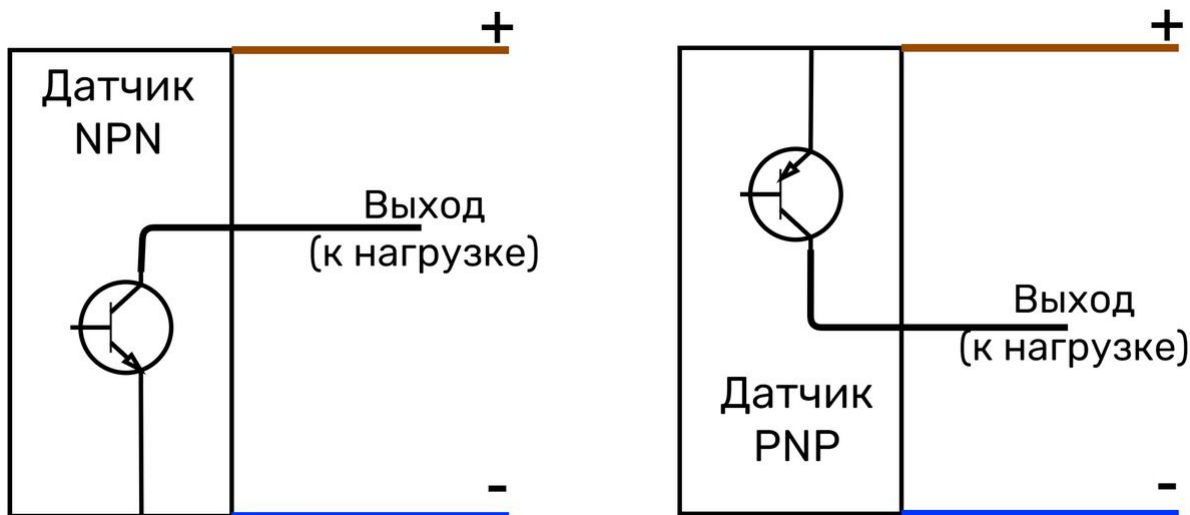 +
Датчик
NPN
Выход
(к нагрузке)
-
+
Выход
(к нагрузке)
Датчик
PNP
-